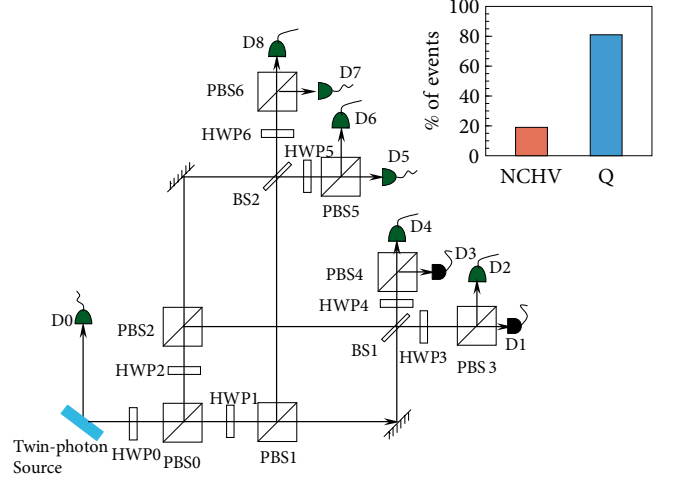 100
80
60
40
20
0
% of events
NCHV
Q
D8
D7
PBS6
HWP6
D6
HWP5
D5
BS2
PBS5
D4
D3
D2
PBS4
HWP4
D0
PBS2
BS1
HWP3
D1
PBS 3
HWP2
HWP1
Twin-photon
Source
HWP0
PBS0
PBS1